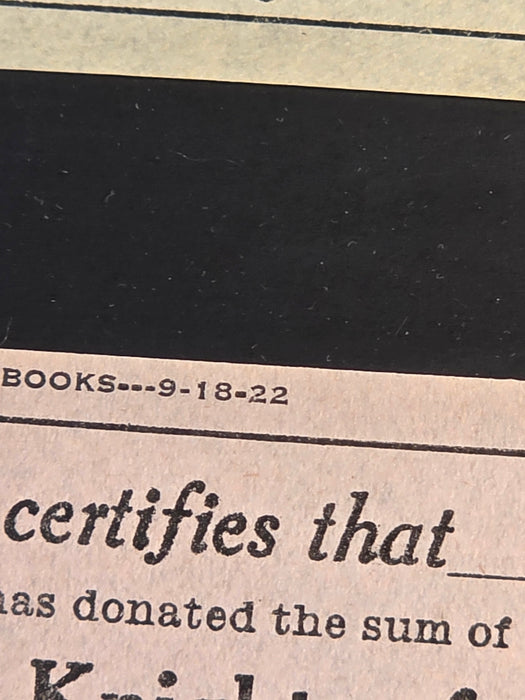 BOOKS---9-18-22
certifies that
has donated the sum of